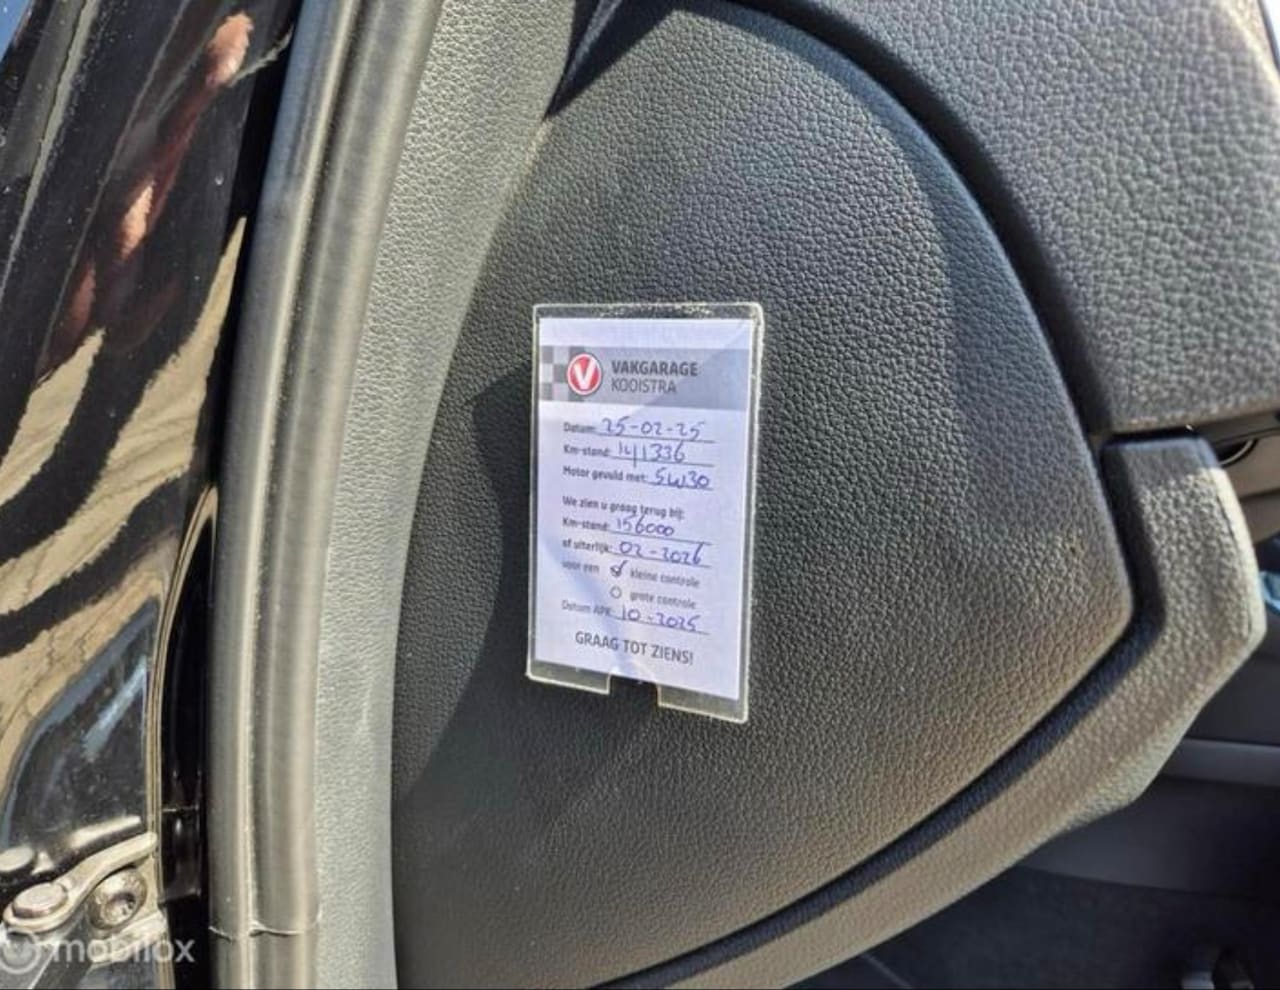 V VAKGARAGE
KOOISTRA
Datum: 25-02-25
Km-stand: 141336
Motor gevuld met: 5W30
We zien u graag terug bij:
Km-stand: 156000
of uiterlijk: 02-2026
voor een kleine controle
grote controle
Datum APK: 10-2025
GRAAG TOT ZIENS!
mobilox